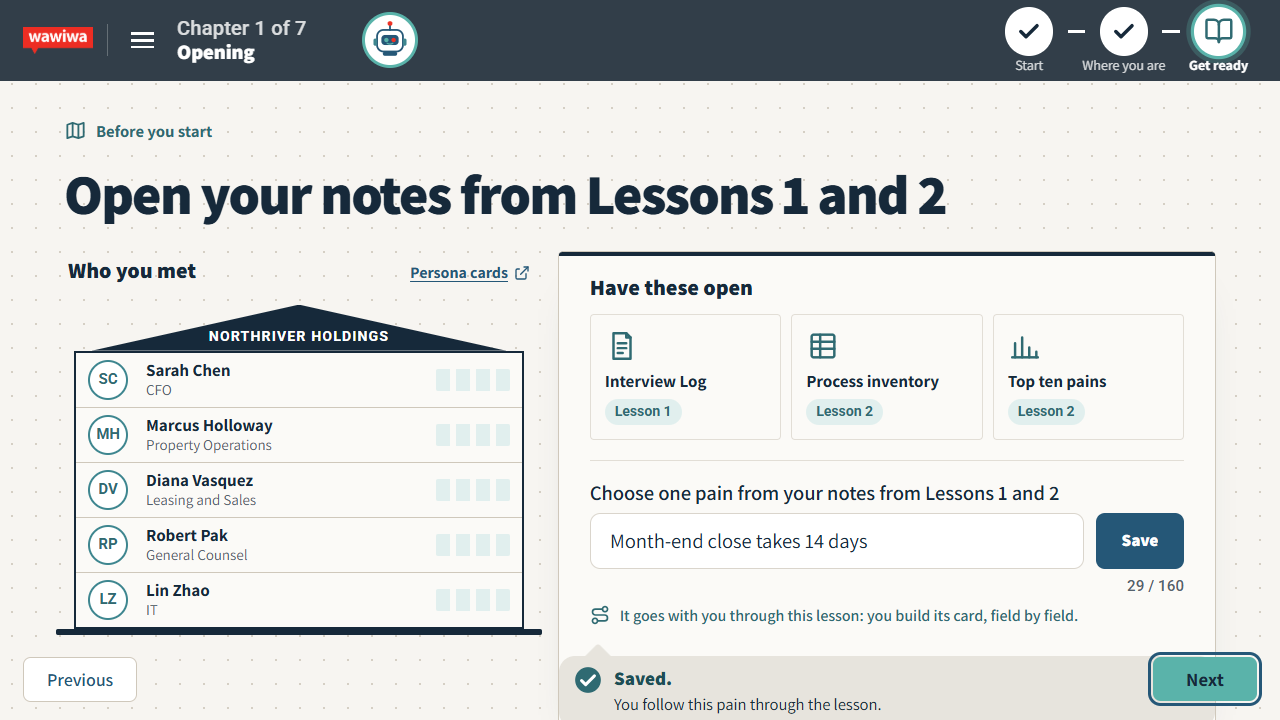 wawiwa
Chapter 1 of 7
Opening
Start
Where you are
Get ready
Before you start
Open your notes from Lessons 1 and 2
Who you met
Persona cards
NORTHRIVER HOLDINGS
SC
Sarah Chen
CFO
MH
Marcus Holloway
Property Operations
DV
Diana Vasquez
Leasing and Sales
RP
Robert Pak
General Counsel
LZ
Lin Zhao
IT
Have these open
Interview Log
Lesson 1
Process inventory
Lesson 2
Top ten pains
Lesson 2
Choose one pain from your notes from Lessons 1 and 2
Month-end close takes 14 days
Save
29 / 160
It goes with you through this lesson: you build its card, field by field.
Saved.
You follow this pain through the lesson.
Previous
Next